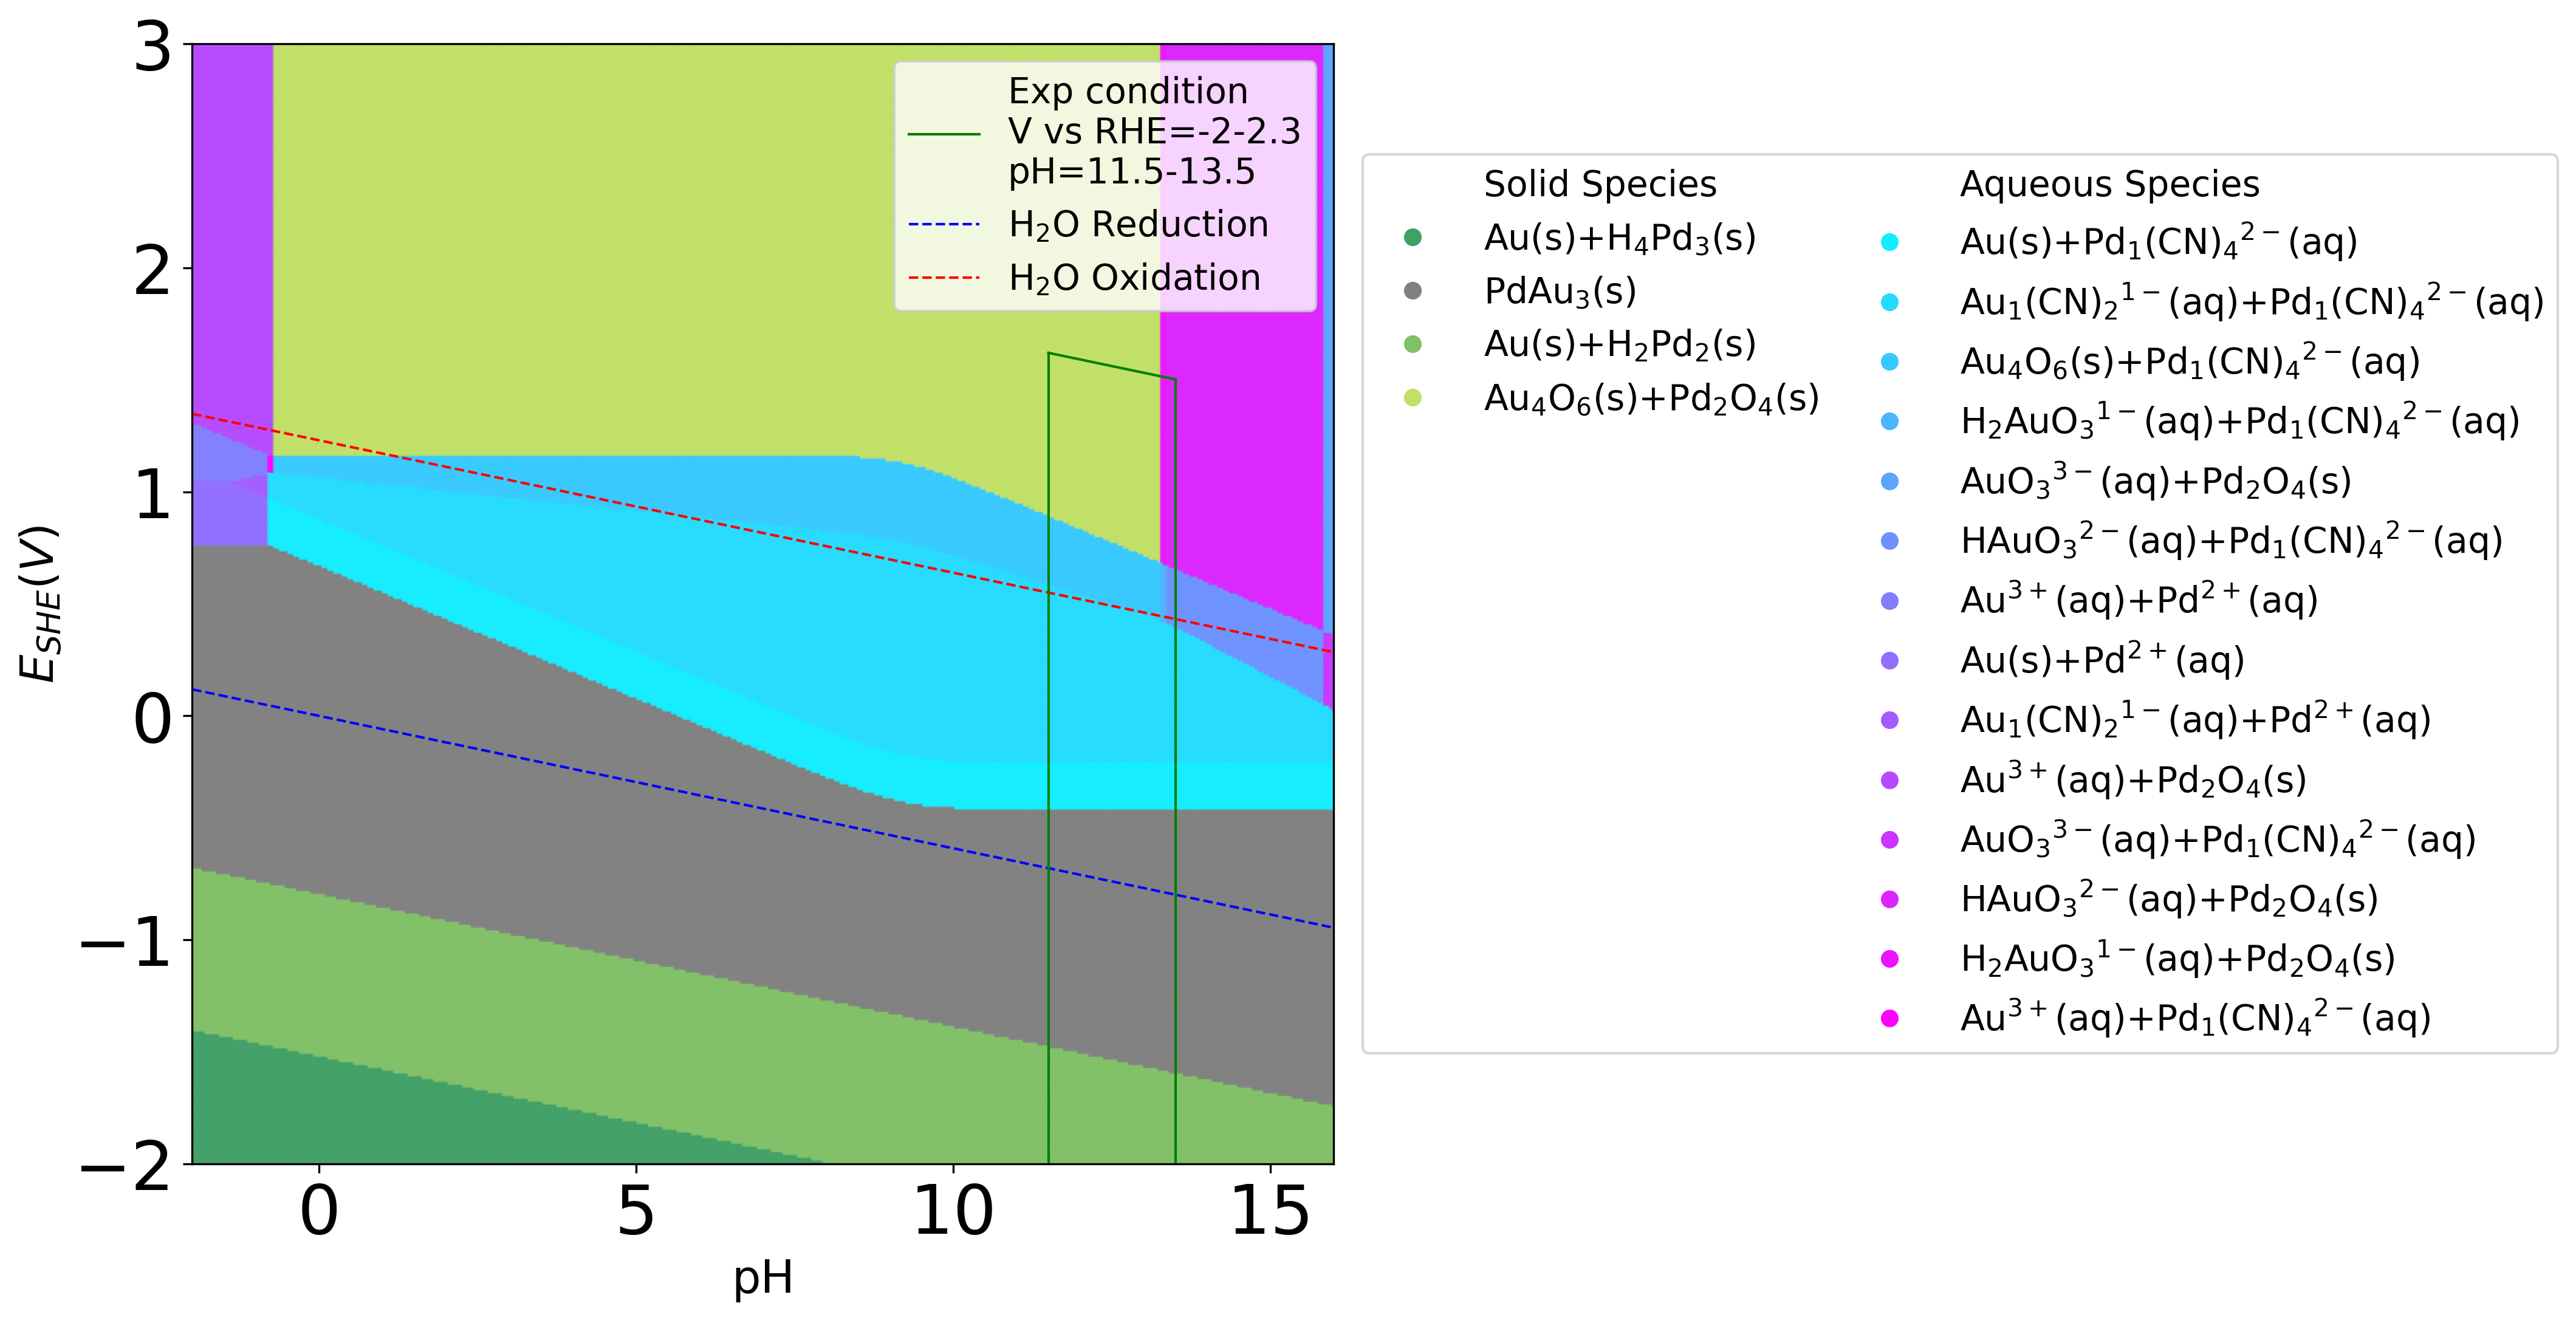 3
2
1
0
−1
−2
E_SHE(V)
0 5 10 15
pH
Exp condition
V vs RHE=-2-2.3
pH=11.5-13.5
H₂O Reduction
H₂O Oxidation
Solid Species
Au(s)+H₄Pd₃(s)
PdAu₃(s)
Au(s)+H₂Pd₂(s)
Au₄O₆(s)+Pd₂O₄(s)
Aqueous Species
Au(s)+Pd₁(CN)₄²⁻(aq)
Au₁(CN)₂¹⁻(aq)+Pd₁(CN)₄²⁻(aq)
Au₄O₆(s)+Pd₁(CN)₄²⁻(aq)
H₂AuO₃¹⁻(aq)+Pd₁(CN)₄²⁻(aq)
AuO₃³⁻(aq)+Pd₂O₄(s)
HAuO₃²⁻(aq)+Pd₁(CN)₄²⁻(aq)
Au³⁺(aq)+Pd²⁺(aq)
Au(s)+Pd²⁺(aq)
Au₁(CN)₂¹⁻(aq)+Pd²⁺(aq)
Au³⁺(aq)+Pd₂O₄(s)
AuO₃³⁻(aq)+Pd₁(CN)₄²⁻(aq)
HAuO₃²⁻(aq)+Pd₂O₄(s)
H₂AuO₃¹⁻(aq)+Pd₂O₄(s)
Au³⁺(aq)+Pd₁(CN)₄²⁻(aq)